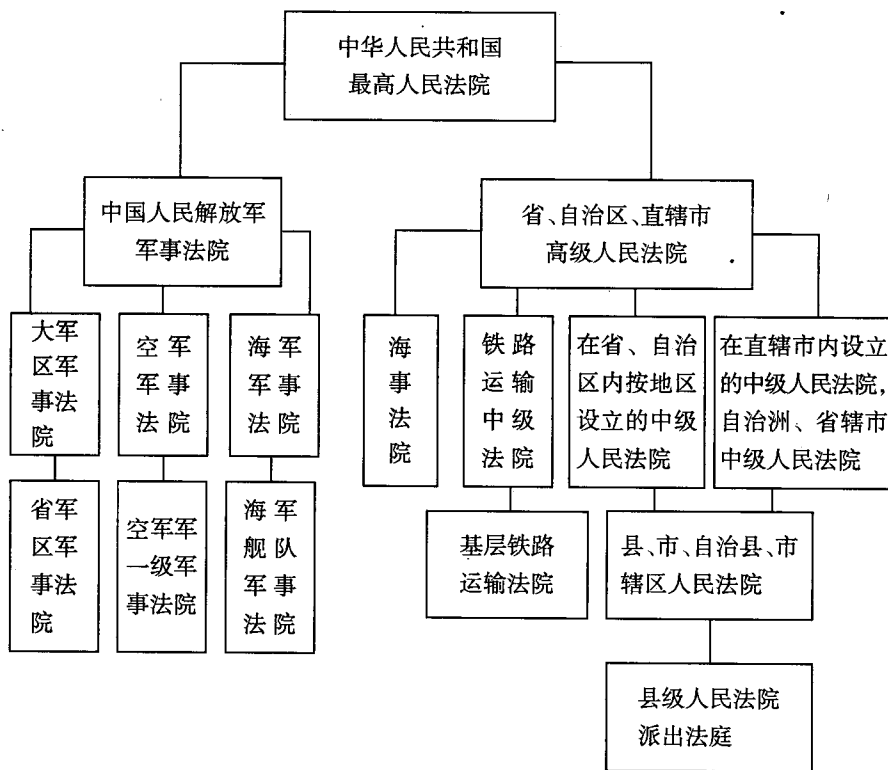 中华人民共和国
最高人民法院
中国人民解放军
军事法院
省、自治区、直辖市
高级人民法院
大军
区军
事法
院
空军
军事
法院
海军
军事
法院
海
事
法
院
铁路
运输
中级
法院
在省、自治
区内按地区
设立的中级
人民法院
在直辖市内设立
的中级人民法院,
自治洲、省辖市
中级人民法院
省军
区军
事法
院
空军军
一级军
事法院
海军
舰队
军事
法院
基层铁路
运输法院
县、市、自治县、市
辖区人民法院
县级人民法院
派出法庭